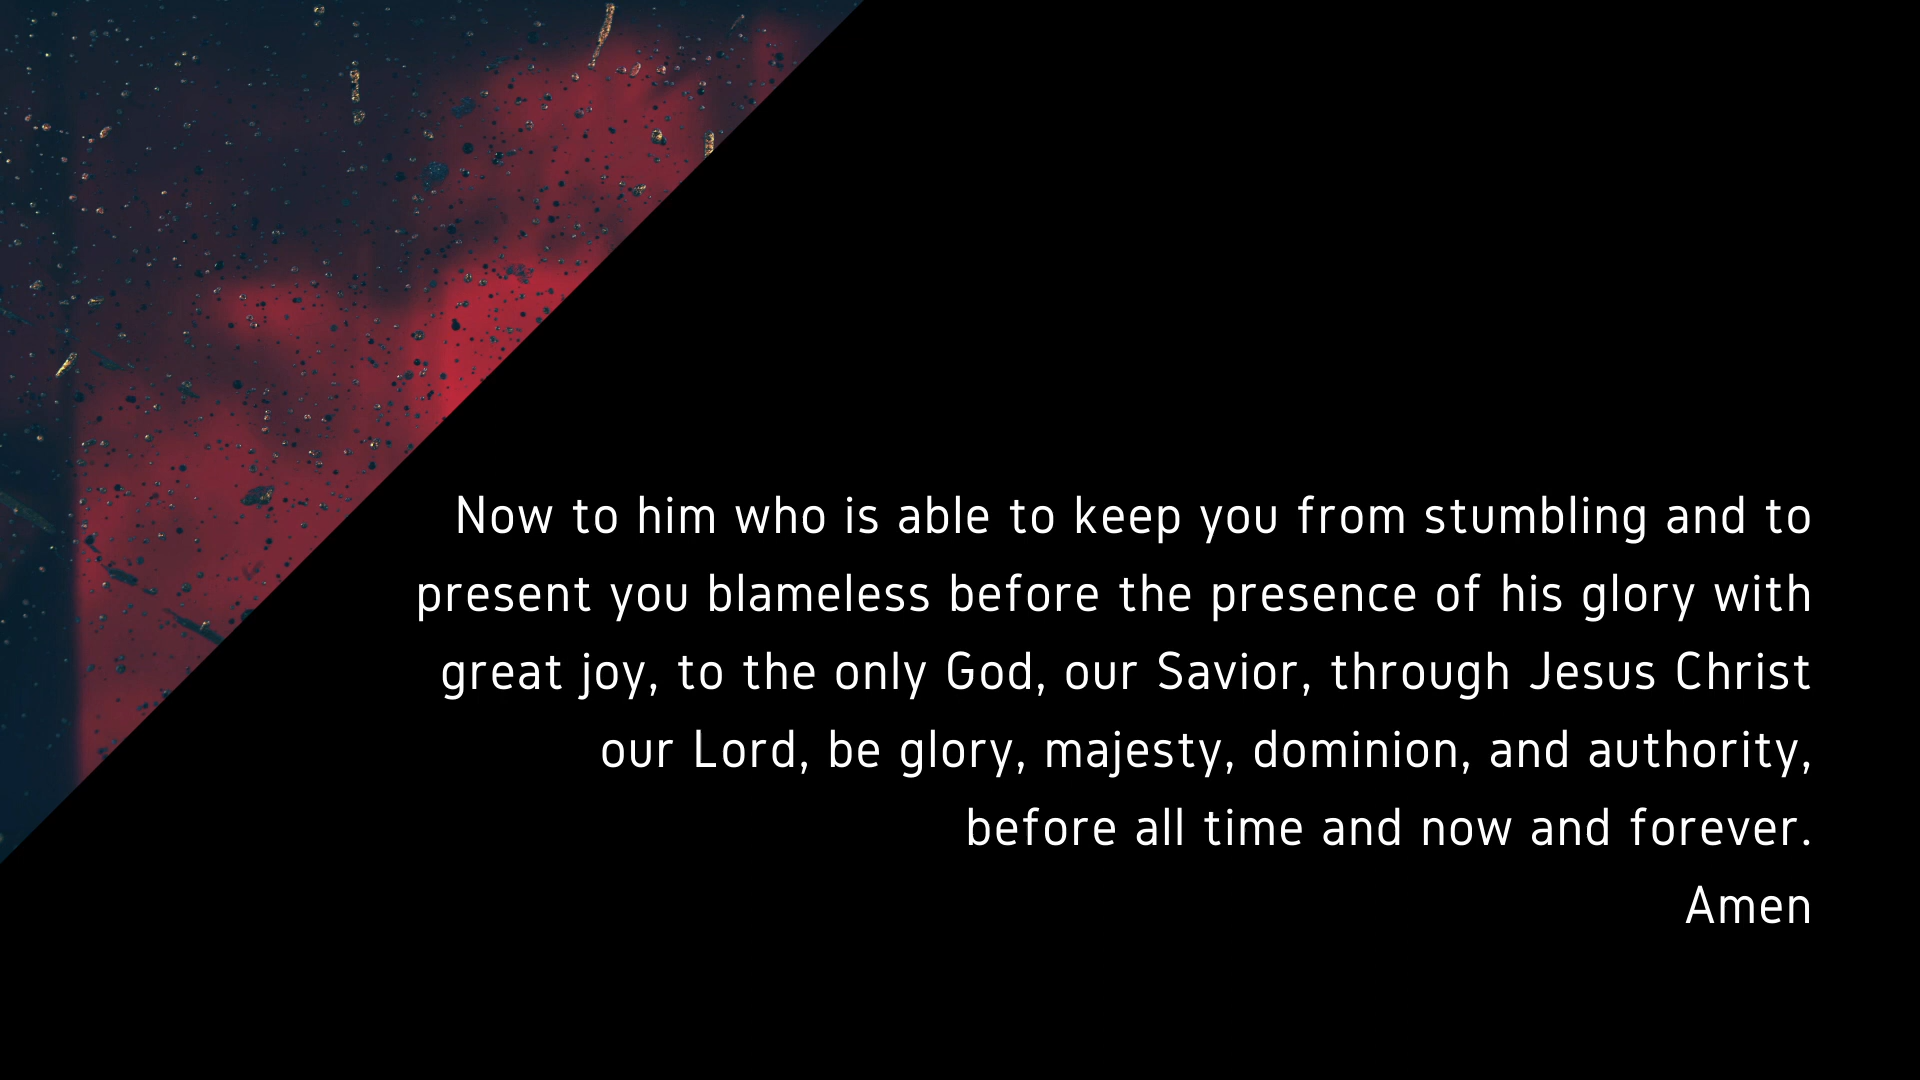 Now to him who is able to keep you from stumbling and to
present you blameless before the presence of his glory with
great joy, to the only God, our Savior, through Jesus Christ
our Lord, be glory, majesty, dominion, and authority,
before all time and now and forever.
Amen